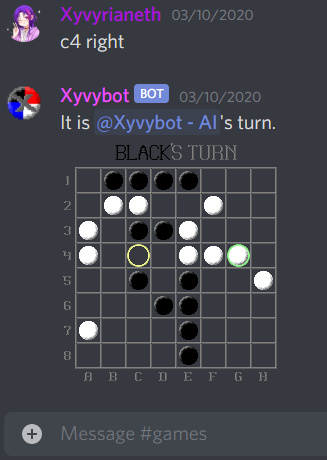 Xyvyrianeth 03/10/2020
c4 right
Xyvybot BOT 03/10/2020
It is @Xyvybot - AI's turn.
BLACK'S TURN
1
2
3
4
5
6
7
8
A B C D E F G H
Message #games